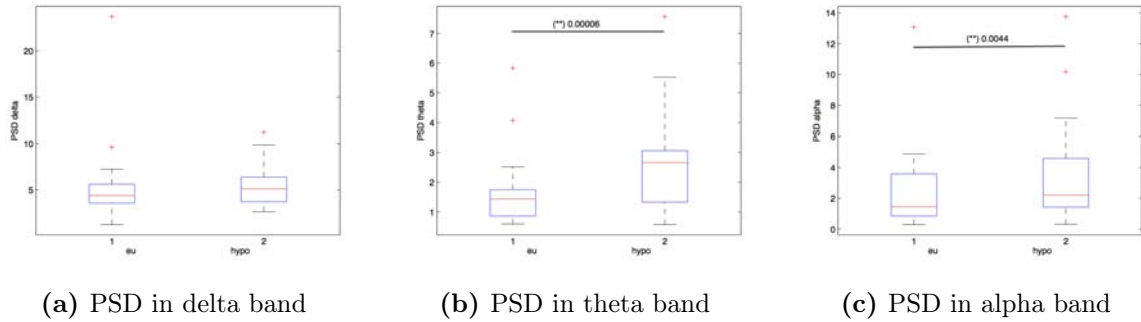 PSD delta
20
15
10
5
1
2
eu
hypo
(a) PSD in delta band
PSD theta
7
6
5
4
3
2
1
(**) 0.00006
1
2
eu
hypo
(b) PSD in theta band
PSD alpha
14
12
10
8
6
4
2
0
(**) 0.0044
1
2
eu
hypo
(c) PSD in alpha band